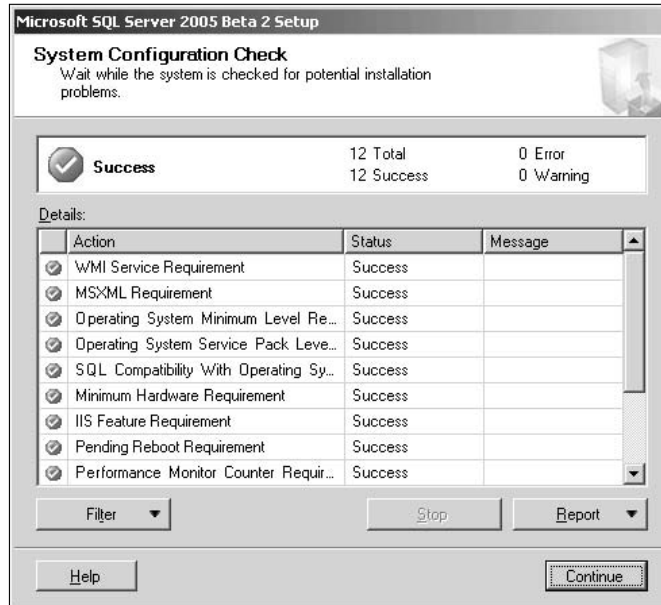 Microsoft SQL Server 2005 Beta 2 Setup
System Configuration Check
Wait while the system is checked for potential installation
problems.
Success
12 Total
0 Error
12 Success
0 Warning
Details:
Action Status Message
WMI Service Requirement Success
MSXML Requirement Success
Operating System Minimum Level Re... Success
Operating System Service Pack Leve... Success
SQL Compatibility With Operating Sy... Success
Minimum Hardware Requirement Success
IIS Feature Requirement Success
Pending Reboot Requirement Success
Performance Monitor Counter Requir... Success
Filter Stop Report
Help Continue